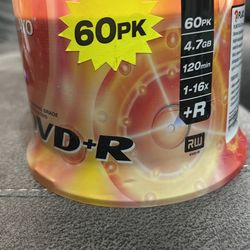 60PK
60PK
4.7GB
120min
1-16x
+R
DVD+R
RW